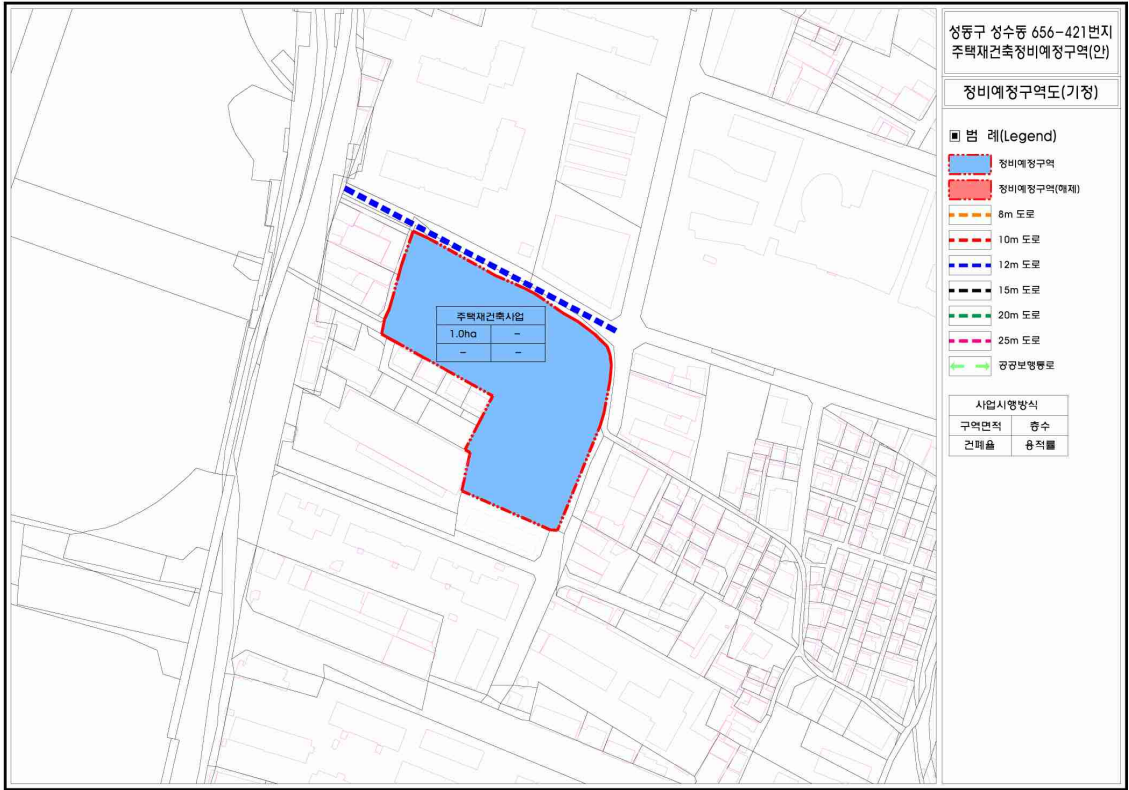 성동구 성수동 656-421번지
주택재건축정비예정구역(안)
정비예정구역도(기정)
▣ 범 례(Legend)
정비예정구역
정비예정구역(해제)
8m 도로
10m 도로
12m 도로
15m 도로
20m 도로
25m 도로
공공보행통로
사업시행방식
구역면적 층수
건폐율 용적률
주택재건축사업
1.0ha -
- -